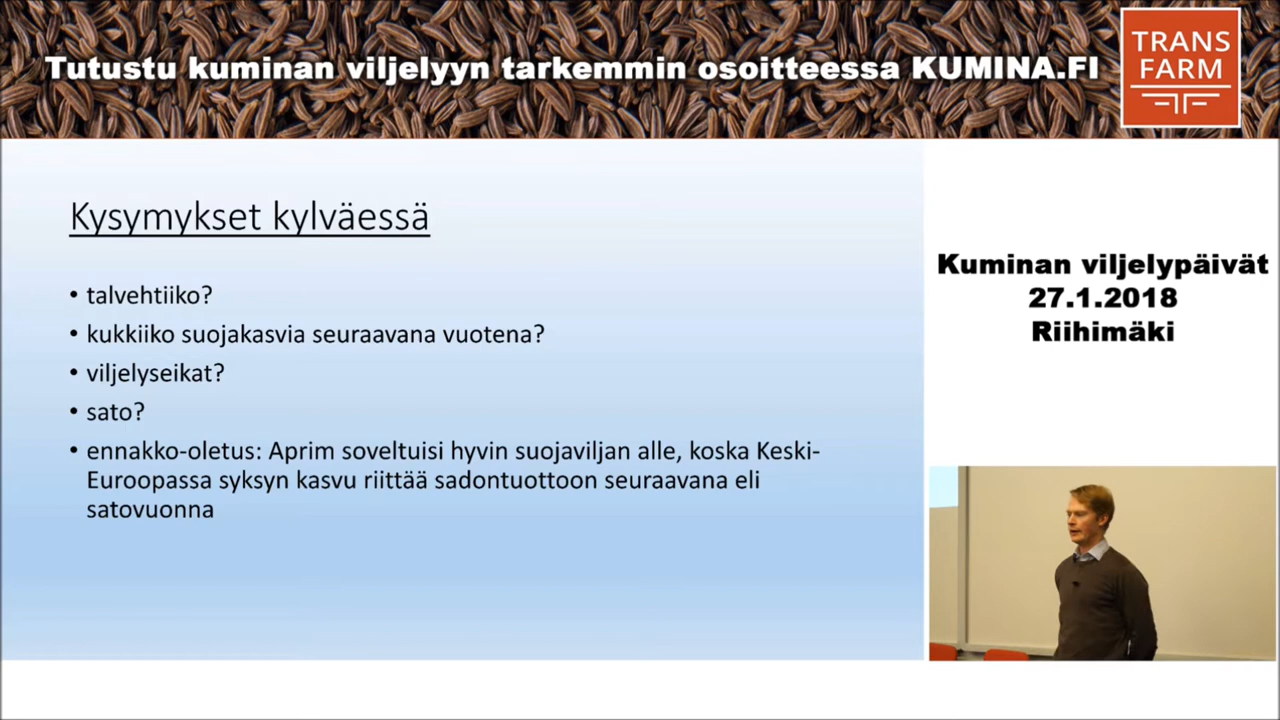 Tutustu kuminan viljelyyn tarkemmin osoitteessa KUMINA.FI
TRANS
FARM
Kysymykset kylväessä
• talvehtiiko?
• kukkiiko suojakasvia seuraavana vuotena?
• viljelyseikat?
• sato?
• ennakko-oletus: Aprim soveltuisi hyvin suojaviljan alle, koska Keski-
Euroopassa syksyn kasvu riittää sadontuottoon seuraavana eli
satovuonna
Kuminan viljelypäivät
27.1.2018
Riihimäki